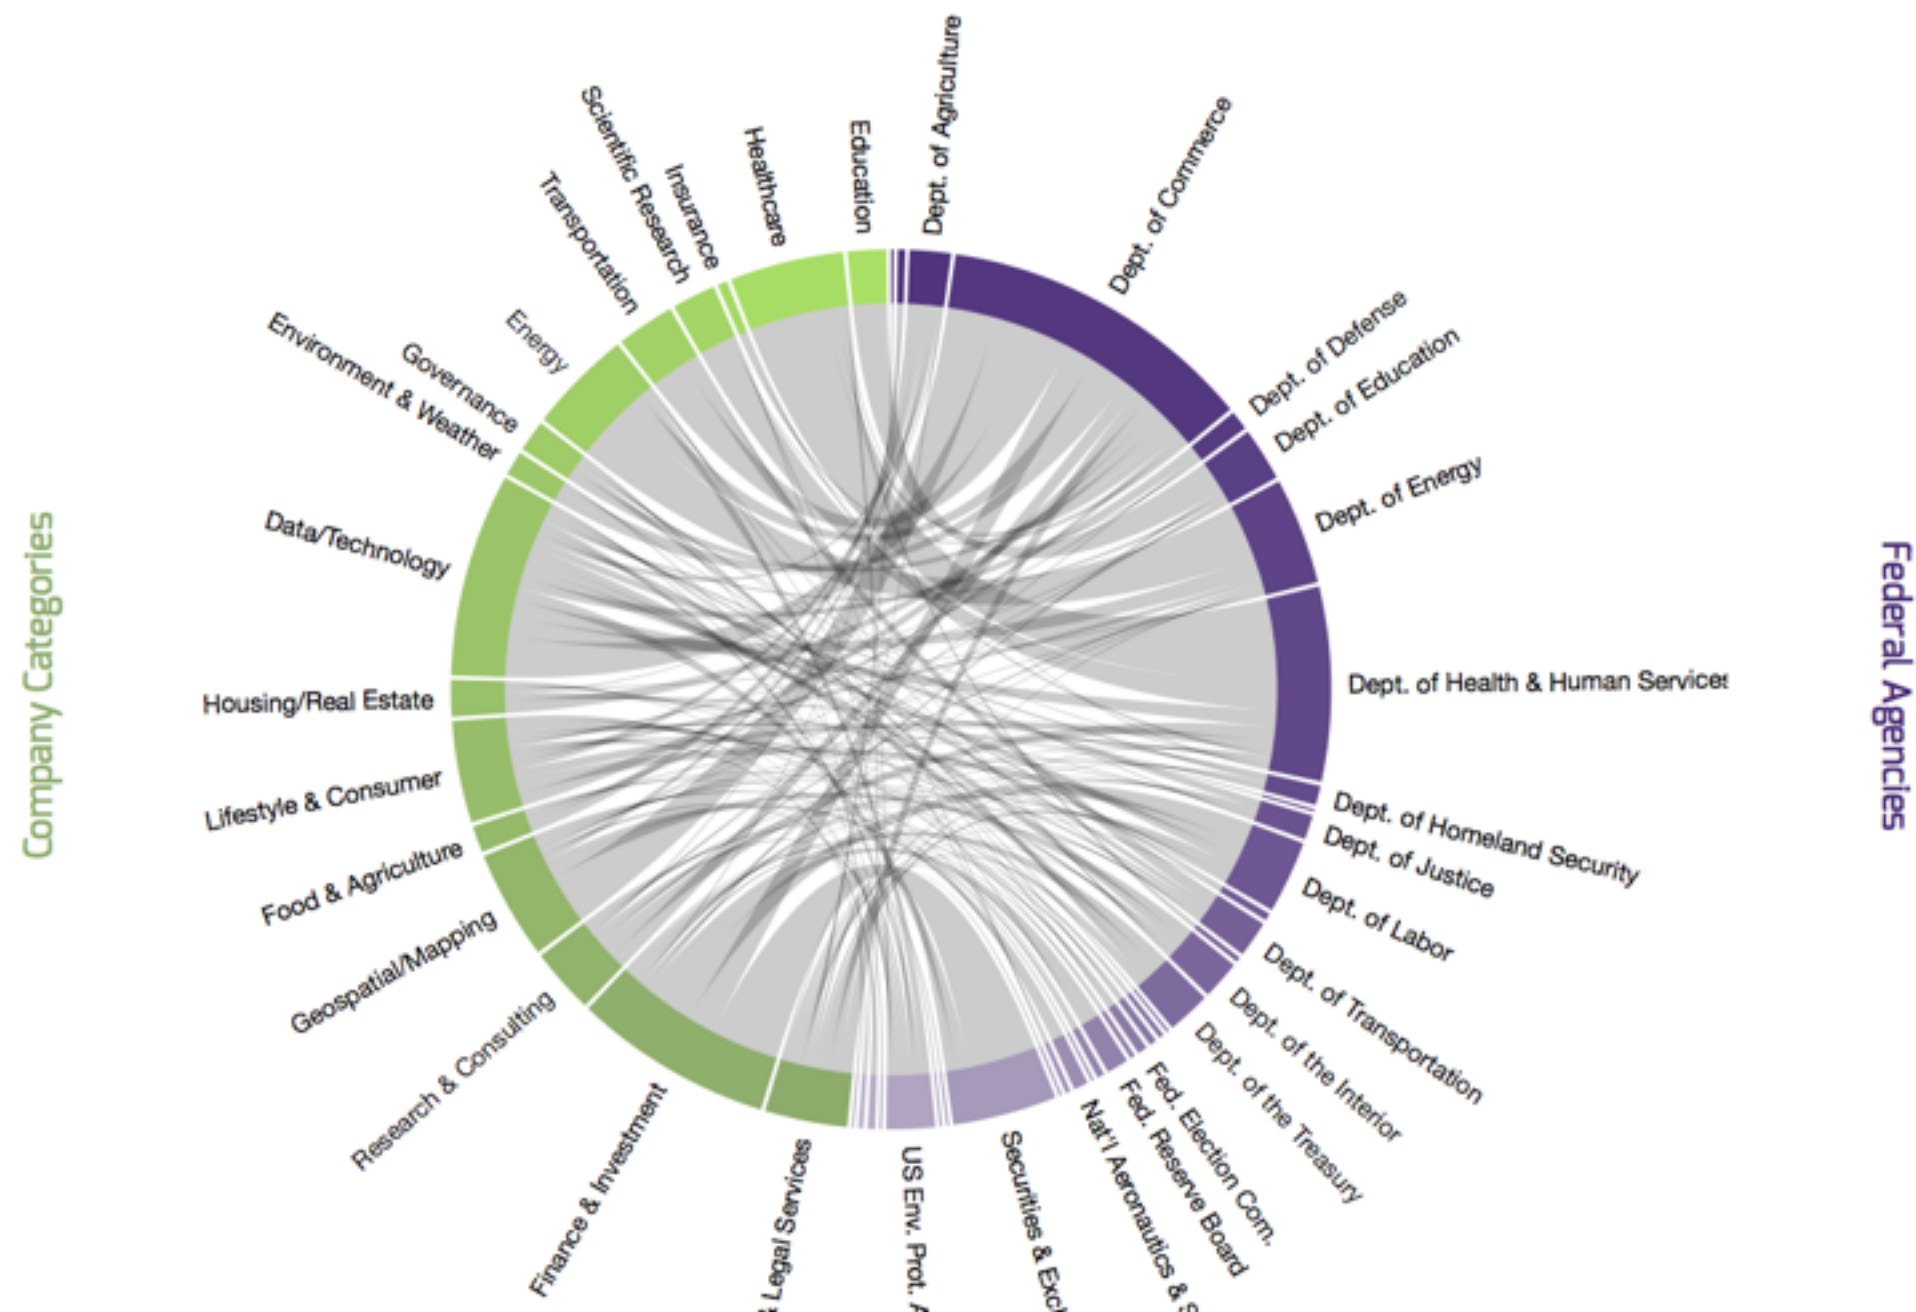 Company Categories
Federal Agencies
Education
Healthcare
Insurance
Scientific Research
Transportation
Energy
Governance
Environment & Weather
Data/Technology
Housing/Real Estate
Lifestyle & Consumer
Food & Agriculture
Geospatial/Mapping
Research & Consulting
Finance & Investment
& Legal Services
Dept. of Agriculture
Dept. of Commerce
Dept. of Defense
Dept. of Education
Dept. of Energy
Dept. of Health & Human Services
Dept. of Homeland Security
Dept. of Justice
Dept. of Labor
Dept. of Transportation
Dept. of the Interior
Dept. of the Treasury
Fed. Election Com.
Fed. Reserve Board
Nat'l Aeronautics &
Securities &
US Env. Prot.